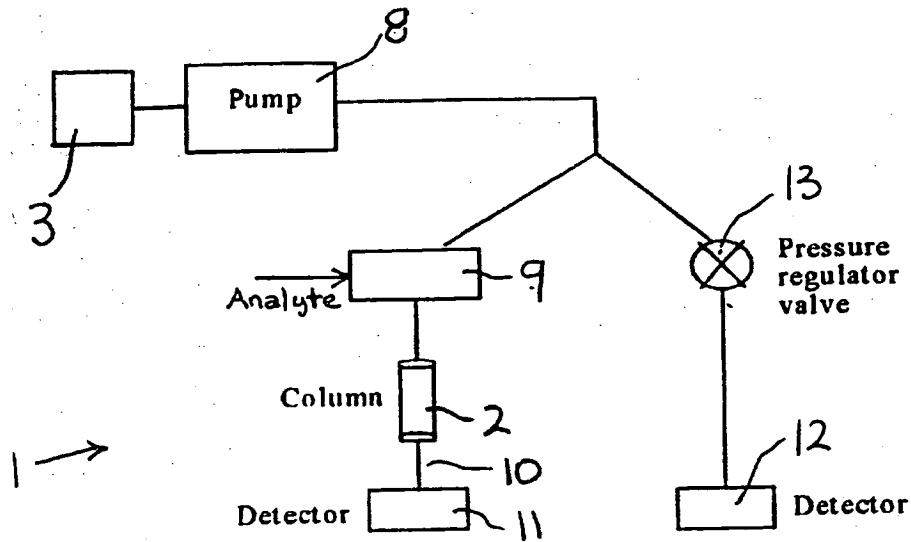 8
Pump
3
13
Pressure
regulator
valve
9
Analyte
Column
2
1
10
12
Detector
11
Detector